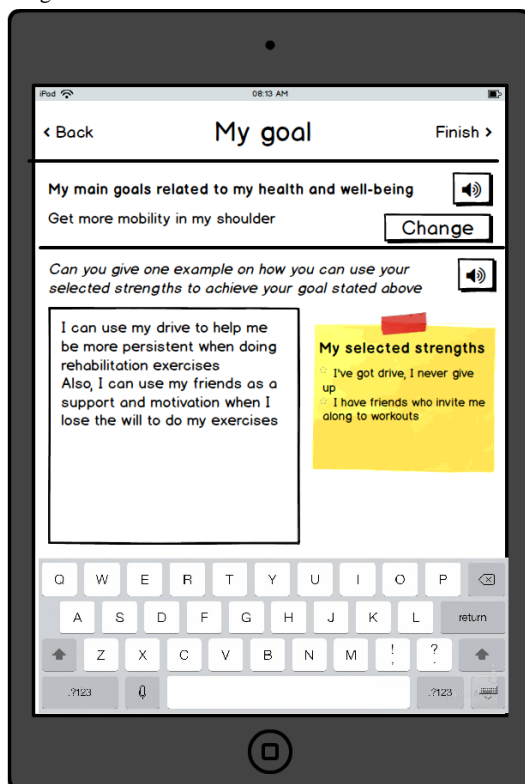 iPod 08:13 AM
< Back My goal Finish >
My main goals related to my health and well-being
Get more mobility in my shoulder
Change
Can you give one example on how you can use your
selected strengths to achieve your goal stated above
I can use my drive to help me
be more persistent when doing
rehabilitation exercises
Also, I can use my friends as a
support and motivation when I
lose the will to do my exercises
My selected strengths
☆ I've got drive, I never give
up
☆ I have friends who invite me
along to workouts
Q W E R T Y U I O P
A S D F G H J K L return
Z X C V B N M ! , ? .
.?123 .?123